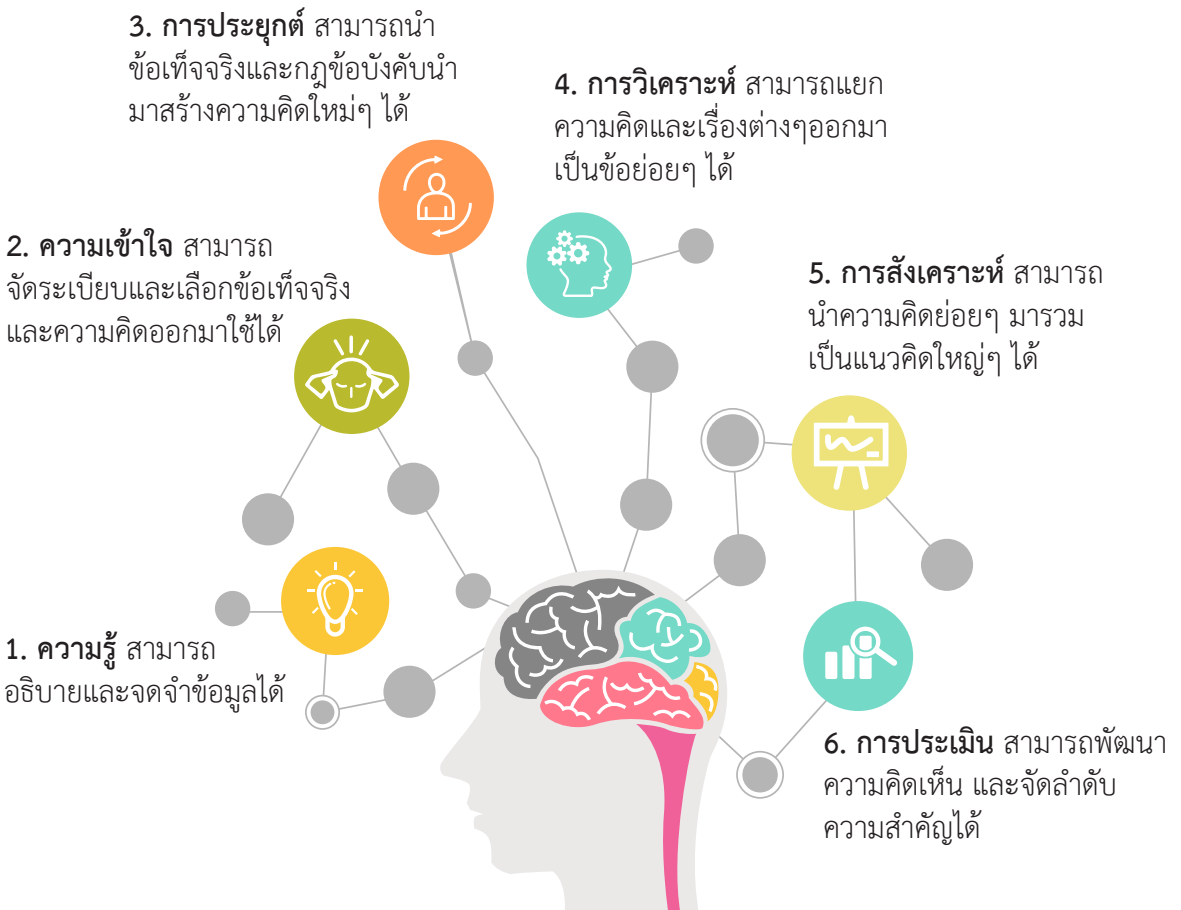 3. การประยุกต์ สามารถนำ
ข้อเท็จจริงและกฎข้อบังคับนำ
มาสร้างความคิดใหม่ๆ ได้
4. การวิเคราะห์ สามารถแยก
ความคิดและเรื่องต่างๆออกมา
เป็นข้อย่อยๆ ได้
2. ความเข้าใจ สามารถ
จัดระเบียบและเลือกข้อเท็จจริง
และความคิดออกมาใช้ได้
5. การสังเคราะห์ สามารถ
นำความคิดย่อยๆ มารวม
เป็นแนวคิดใหญ่ๆ ได้
1. ความรู้ สามารถ
อธิบายและจดจำข้อมูลได้
6. การประเมิน สามารถพัฒนา
ความคิดเห็น และจัดลำดับ
ความสำคัญได้